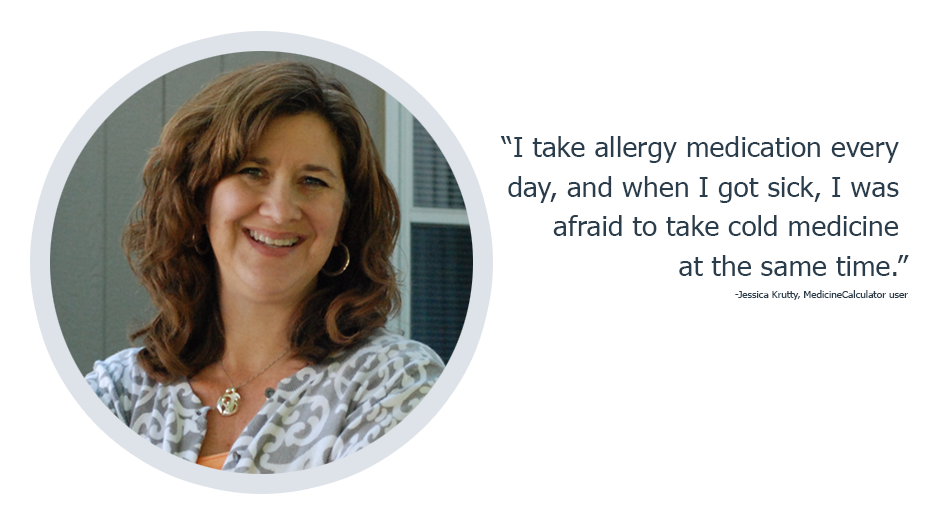 “I take allergy medication every
day, and when I got sick, I was
afraid to take cold medicine
at the same time.”
-Jessica Krutty, MedicineCalculator user